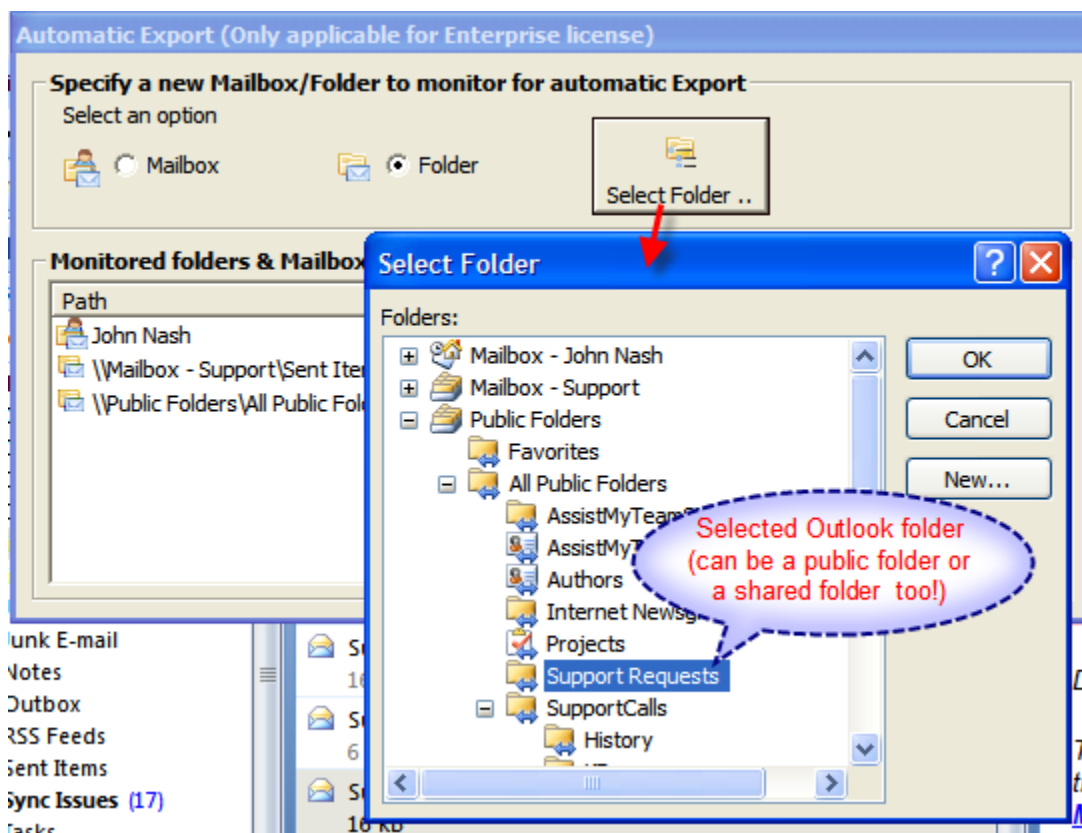 Automatic Export (Only applicable for Enterprise license)
Specify a new Mailbox/Folder to monitor for automatic Export
Select an option
Mailbox
Folder
Select Folder ..
Monitored folders & Mailbox
Path
John Nash
\\Mailbox - Support\Sent Ite
\\Public Folders\All Public Fol
Select Folder
Folders:
Mailbox - John Nash
Mailbox - Support
Public Folders
Favorites
All Public Folders
AssistMyTeam
AssistMyT
Authors
Internet Newsg
Projects
Support Requests
SupportCalls
History
OK
Cancel
New...
Selected Outlook folder
(can be a public folder or
a shared folder too!)
Junk E-mail
Notes
Outbox
RSS Feeds
Sent Items
Sync Issues (17)
Tasks
16 KB